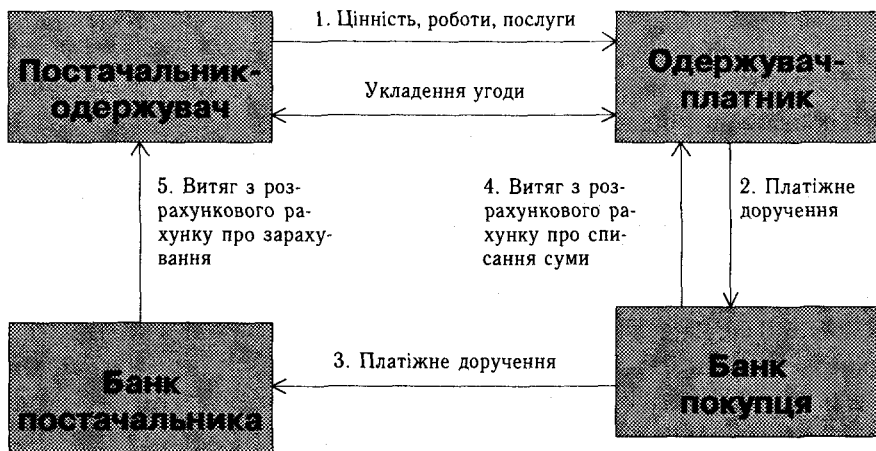 1. Цінність, роботи, послуги
Постачальник-
одержувач
Одержувач-
платник
Укладення угоди
5. Витяг з роз-
рахункового ра-
хунку про зараху-
вання
4. Витяг з роз-
рахункового ра-
хунку про спи-
сання суми
2. Платіжне
доручення
Банк
постачальника
3. Платіжне доручення
Банк
покупця